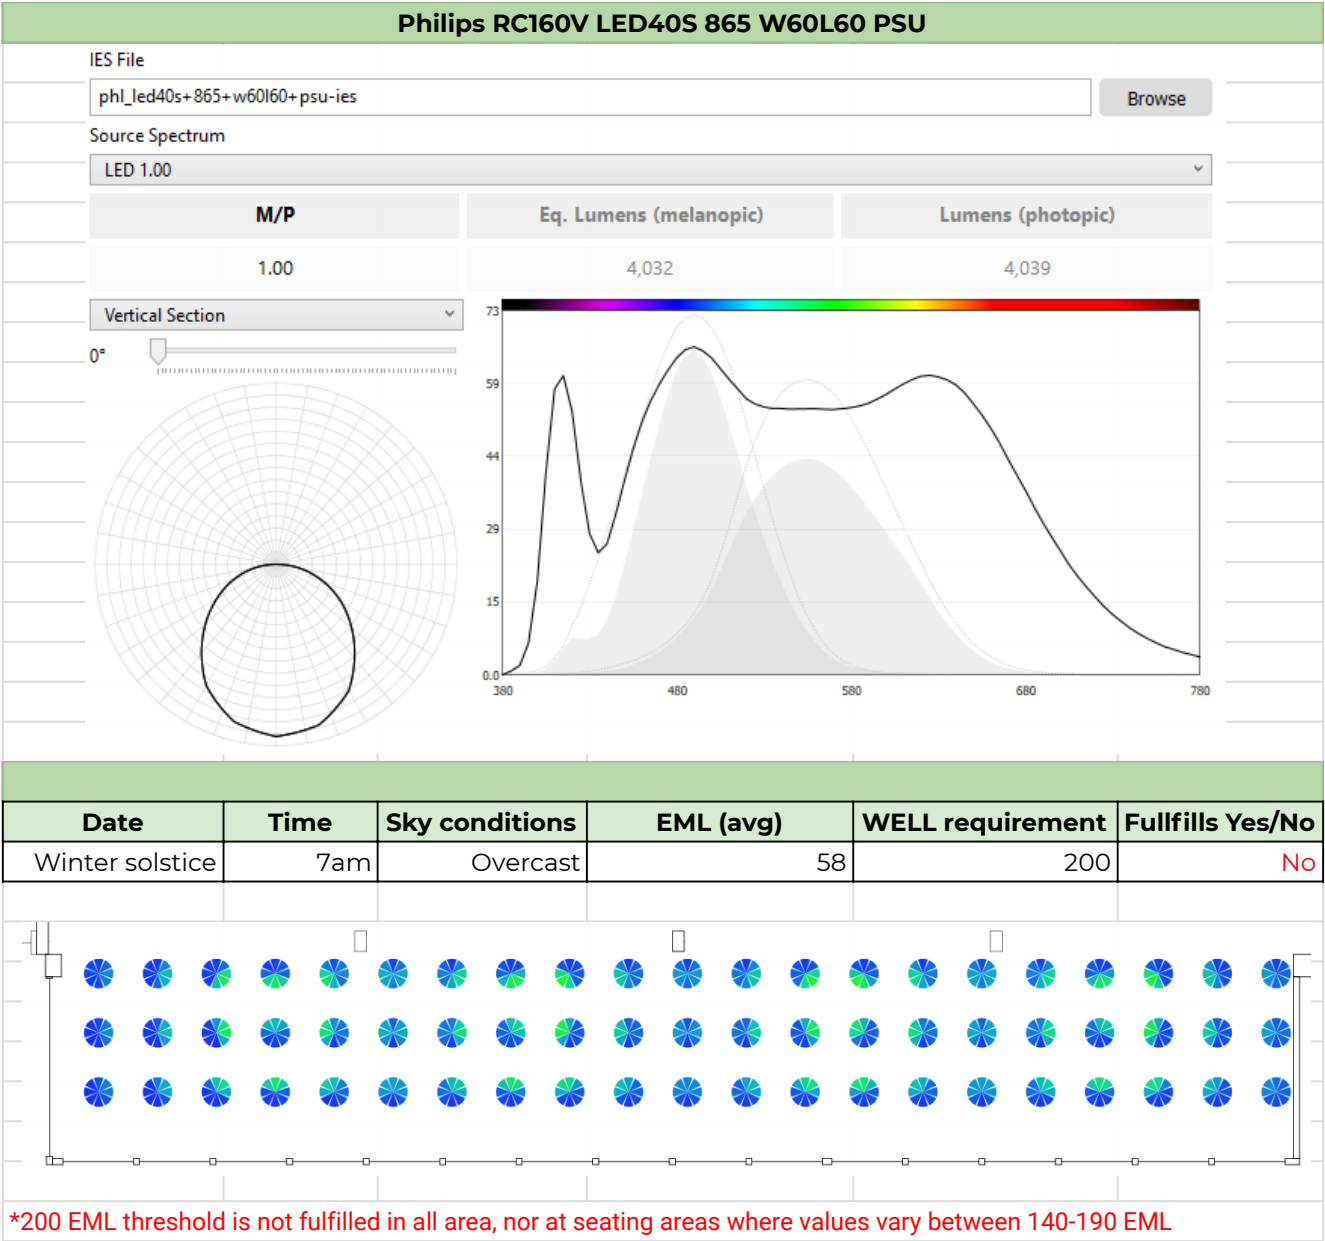 Philips RC160V LED40S 865 W60L60 PSU
IES File
phl_led40s+865+w60l60+psu-ies
Browse
Source Spectrum
LED 1.00
M/P Eq. Lumens (melanopic) Lumens (photopic)
1.00 4,032 4,039
Vertical Section
0°
73
59
44
29
15
0.0
380 480 580 680 780
Date Time Sky conditions EML (avg) WELL requirement Fullfills Yes/No
Winter solstice 7am Overcast 58 200 No
*200 EML threshold is not fulfilled in all area, nor at seating areas where values vary between 140-190 EML